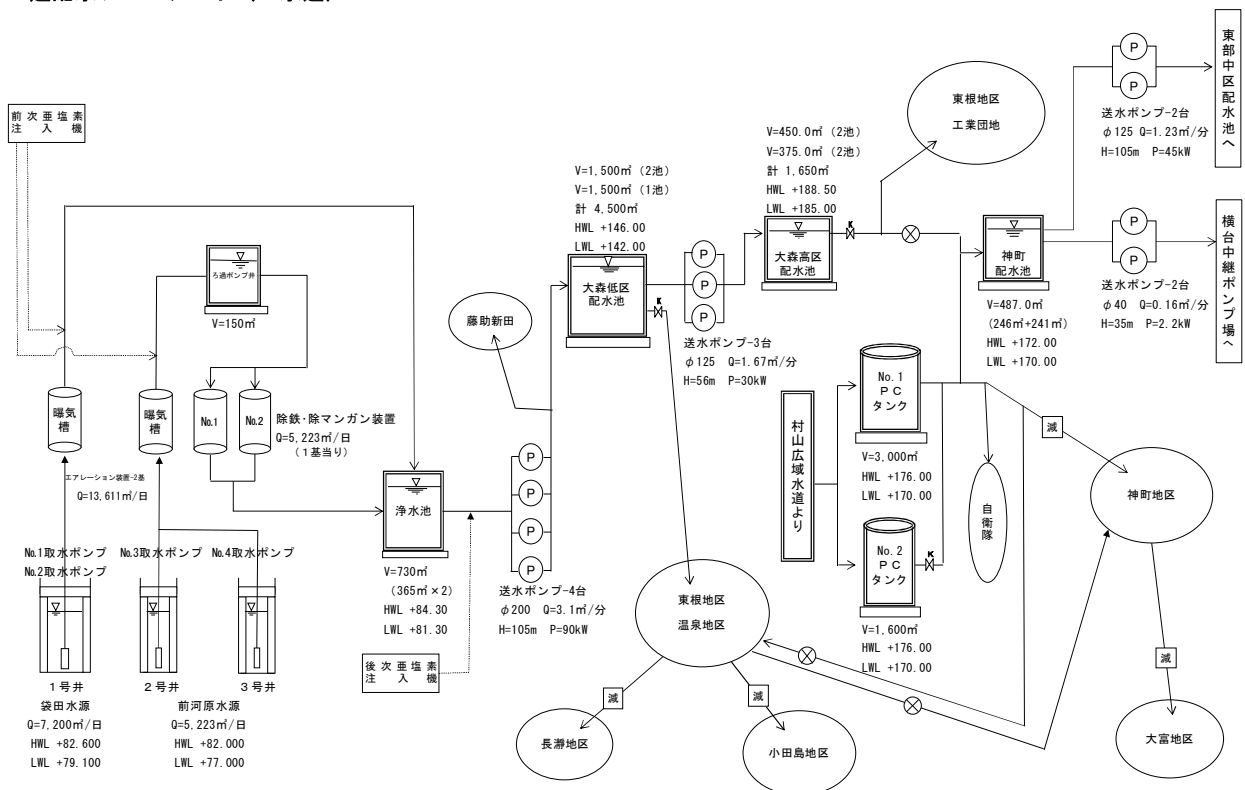 前次亜塩素
注入機
ろ過ポンプ井
V=150㎥
曝気
槽
曝気
槽
No.1
No.2
除鉄・除マンガン装置
Q=5,223㎥/日
(1基当り)
エアレーション装置-2基
Q=13,611㎥/日
No.1取水ポンプ
No.2取水ポンプ
No.3取水ポンプ
No.4取水ポンプ
1号井
袋田水源
Q=7,200㎥/日
HWL +82.600
LWL +79.100
2号井
3号井
前河原水源
Q=5,223㎥/日
HWL +82.000
LWL +77.000
浄水池
V=730㎥
(365㎥×2)
HWL +84.30
LWL +81.30
後次亜塩素
注入機
P
P
P
P
送水ポンプ-4台
φ200 Q=3.1㎥/分
H=105m P=90kW
藤助新田
V=1,500㎥ (2池)
V=1,500㎥ (1池)
計 4,500㎥
HWL +146.00
LWL +142.00
大森低区
配水池
K
P
P
P
送水ポンプ-3台
φ125 Q=1.67㎥/分
H=56m P=30kW
V=450.0㎥ (2池)
V=375.0㎥ (2池)
計 1,650㎥
HWL +188.50
LWL +185.00
大森高区
配水池
K
東根地区
工業団地
神町
配水池
V=487.0㎥
(246㎥+241㎥)
HWL +172.00
LWL +170.00
P
P
送水ポンプ-2台
φ125 Q=1.23㎥/分
H=105m P=45kW
東部中区配水池へ
P
P
送水ポンプ-2台
φ40 Q=0.16㎥/分
H=35m P=2.2kW
横台中継ポンプ場へ
村山広域水道より
No.1
PC
タンク
V=3,000㎥
HWL +176.00
LWL +170.00
No.2
PC
タンク
K
V=1,600㎥
HWL +176.00
LWL +170.00
自衛隊
減
神町地区
減
大富地区
東根地区
温泉地区
減
長瀞地区
減
小田島地区